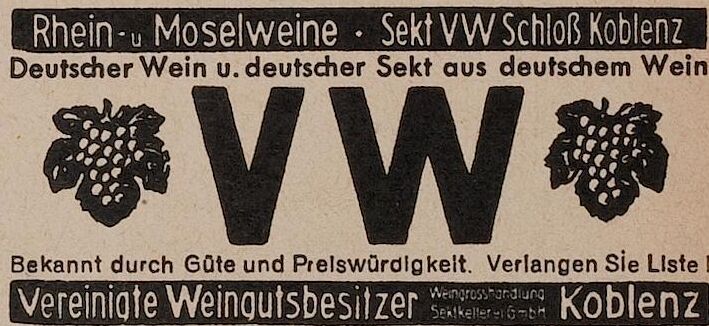 Rhein- u Moselweine · Sekt VW Schloß Koblenz
Deutscher Wein u. deutscher Sekt aus deutschem Wein
VW
Bekannt durch Güte und Preiswürdigkeit. Verlangen Sie Liste
Vereinigte Weingutsbesitzer Weingrosshandlung Sektkellerei GmbH Koblenz